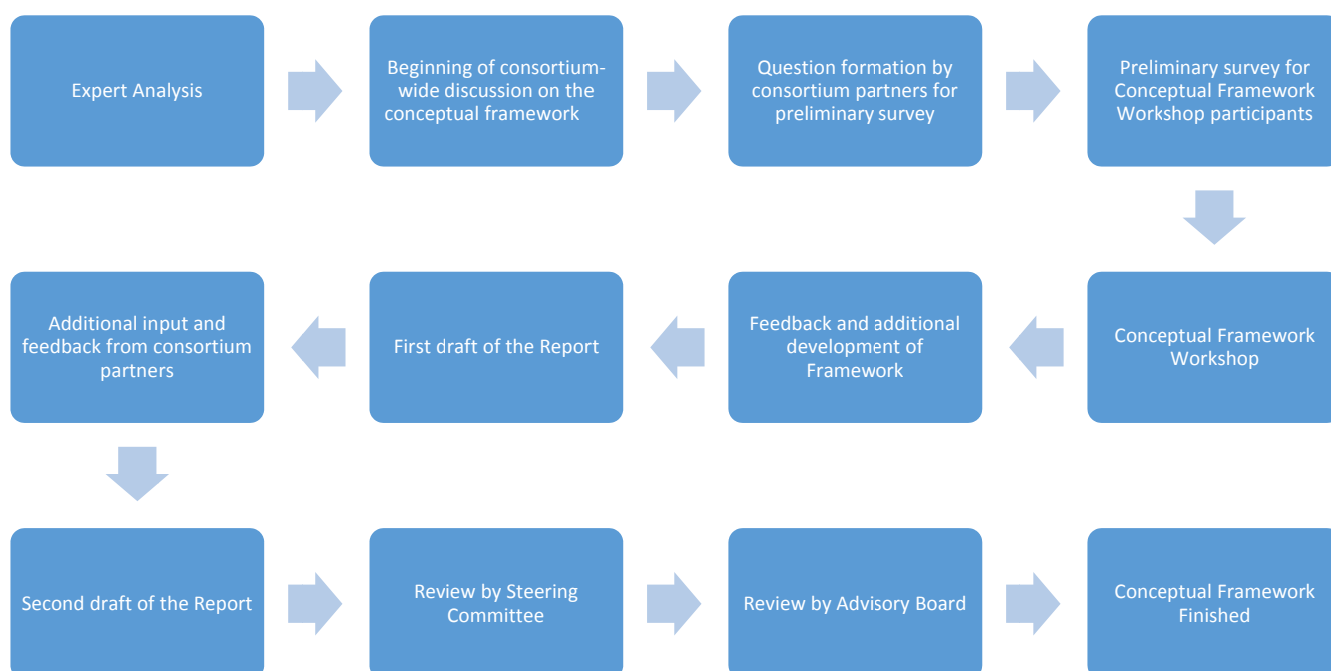 Expert Analysis
Beginning of consortium-
wide discussion on the
conceptual framework
Question formation by
consortium partners for
preliminary survey
Preliminary survey for
Conceptual Framework
Workshop participants
Conceptual Framework
Workshop
Feedback and additional
development of
Framework
First draft of the Report
Additional input and
feedback from consortium
partners
Second draft of the Report
Review by Steering
Committee
Review by Advisory Board
Conceptual Framework
Finished